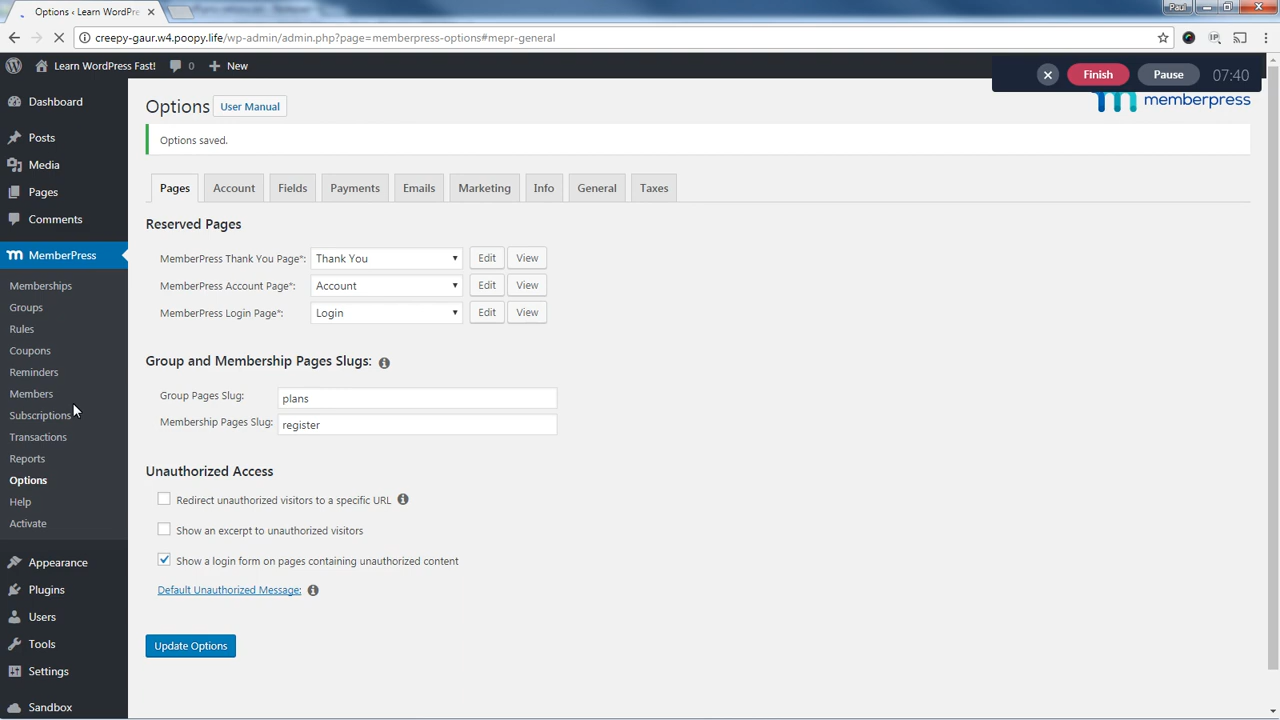 Options ‹ Learn WordPre
Paul
creepy-gaur.w4.poopy.life/wp-admin/admin.php?page=memberpress-options#mepr-general
Learn WordPress Fast!
0
New
Finish
Pause
07:40
memberpress
Dashboard
Posts
Media
Pages
Comments
MemberPress
Memberships
Groups
Rules
Coupons
Reminders
Members
Subscriptions
Transactions
Reports
Options
Help
Activate
Appearance
Plugins
Users
Tools
Settings
Sandbox
Options
User Manual
Options saved.
Pages
Account
Fields
Payments
Emails
Marketing
Info
General
Taxes
Reserved Pages
MemberPress Thank You Page*:
Thank You
Edit
View
MemberPress Account Page*:
Account
Edit
View
MemberPress Login Page*:
Login
Edit
View
Group and Membership Pages Slugs:
Group Pages Slug:
plans
Membership Pages Slug:
register
Unauthorized Access
Redirect unauthorized visitors to a specific URL
Show an excerpt to unauthorized visitors
Show a login form on pages containing unauthorized content
Default Unauthorized Message:
Update Options